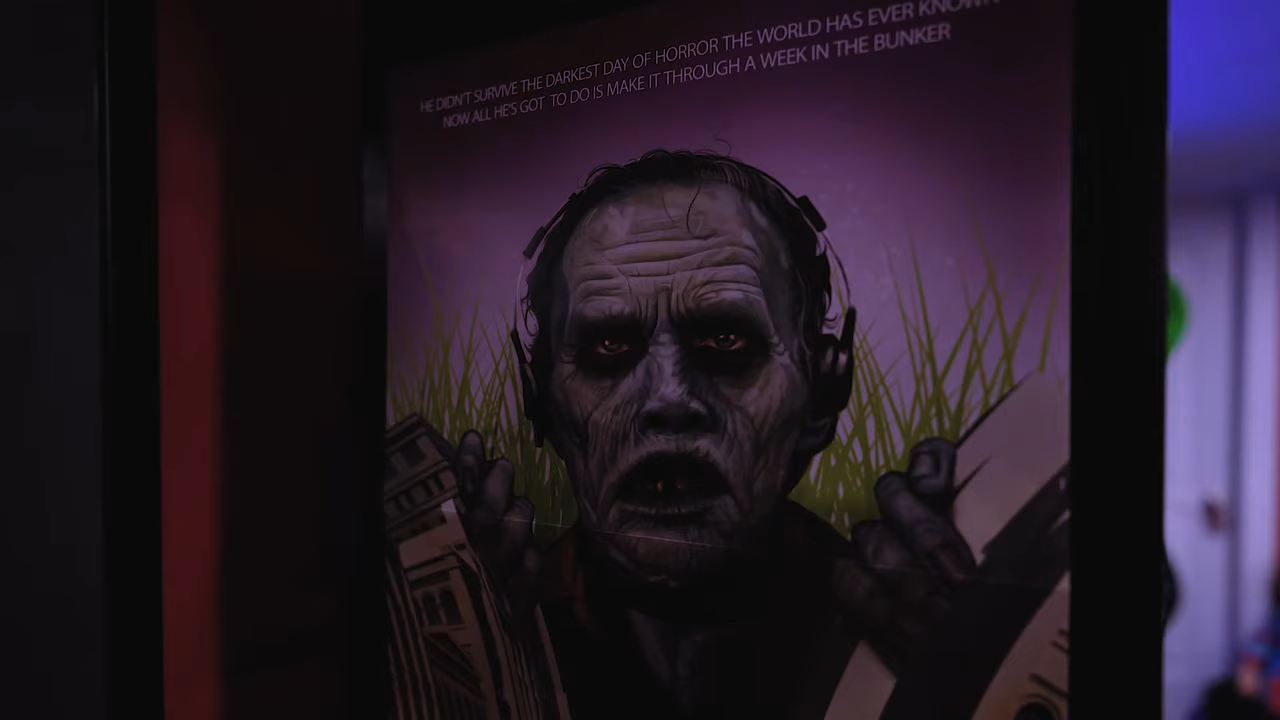 HE DIDN'T SURVIVE THE DARKEST DAY OF HORROR THE WORLD HAS EVER KNOWN
NOW ALL HE'S GOT TO DO IS MAKE IT THROUGH A WEEK IN THE BUNKER